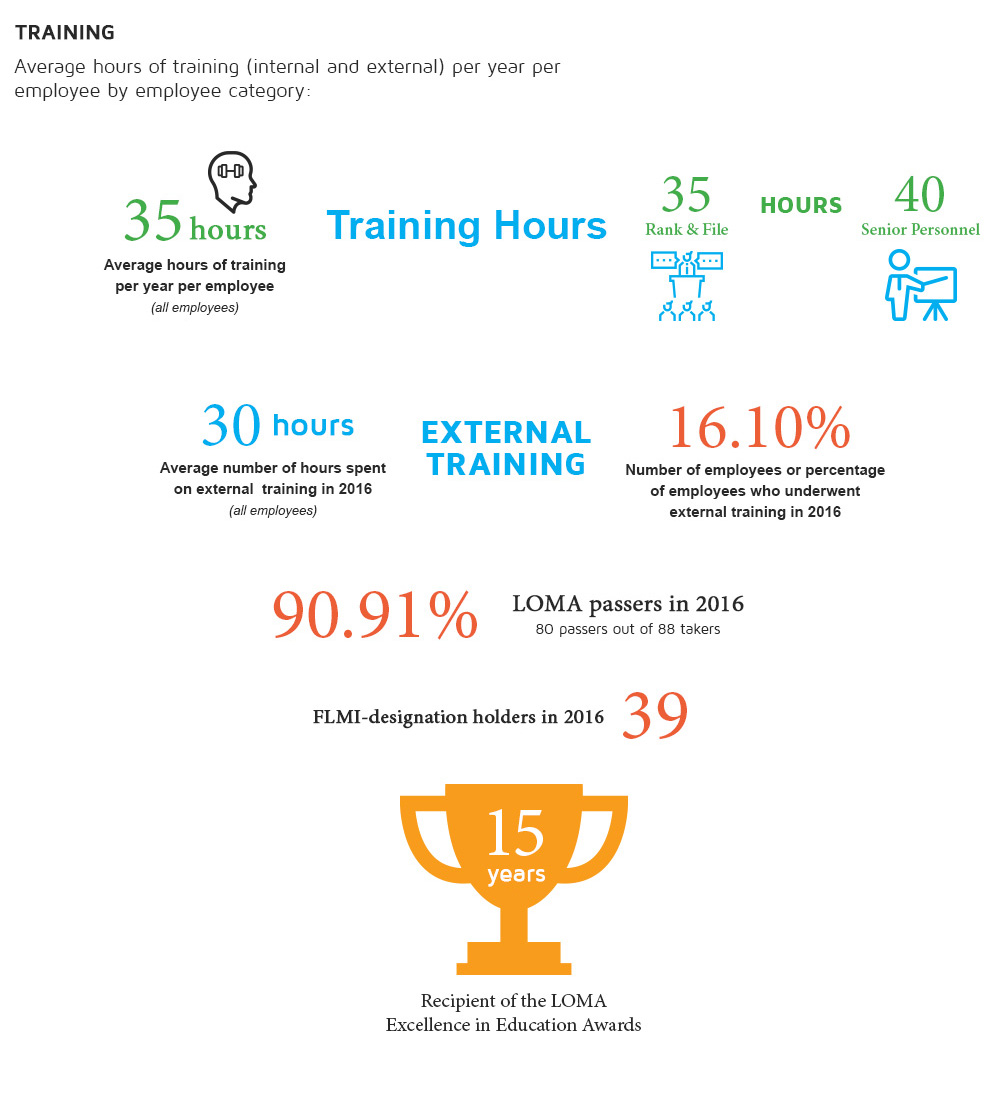 TRAINING
Average hours of training (internal and external) per year per
employee by employee category:
35 hours
Average hours of training
per year per employee
(all employees)
Training Hours
35
Rank & File
HOURS
40
Senior Personnel
30 hours
Average number of hours spent
on external training in 2016
(all employees)
EXTERNAL
TRAINING
16.10%
Number of employees or percentage
of employees who underwent
external training in 2016
90.91%
LOMA passers in 2016
80 passers out of 88 takers
FLMI-designation holders in 2016 39
15
years
Recipient of the LOMA
Excellence in Education Awards